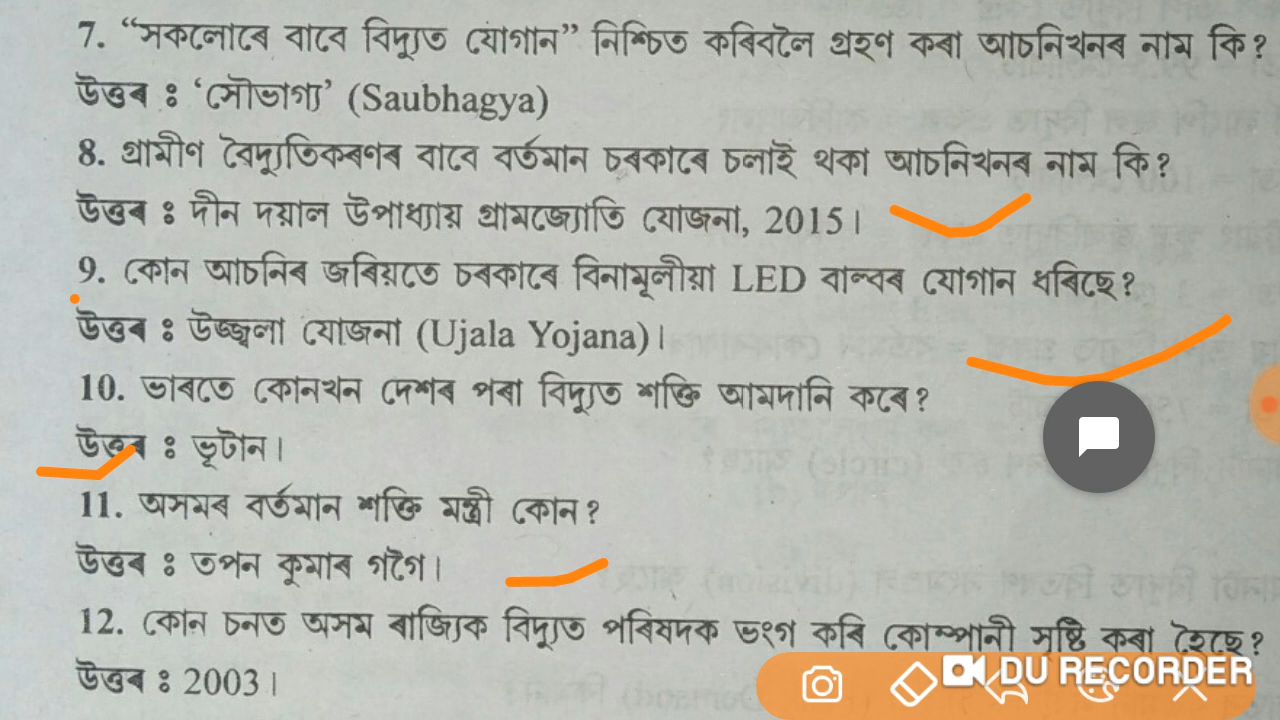 7. “সকলোৰে বাবে বিদ্যুত যোগান” নিশ্চিত কৰিবলৈ গ্ৰহণ কৰা আচনিখনৰ নাম কি?
উত্তৰ : ‘সৌভাগ্য’ (Saubhagya)
8. গ্ৰামীণ বৈদ্যুতিকৰণৰ বাবে বৰ্তমান চৰকাৰে চলাই থকা আচনিখনৰ নাম কি?
উত্তৰ : দীন দয়াল উপাধ্যায় গ্ৰামজ্যোতি যোজনা, 2015।
9. কোন আচনিৰ জৰিয়তে চৰকাৰে বিনামূলীয়া LED বাল্বৰ যোগান ধৰিছে?
উত্তৰ : উজ্জ্বলা যোজনা (Ujala Yojana)।
10. ভাৰতে কোনখন দেশৰ পৰা বিদ্যুত শক্তি আমদানি কৰে?
উত্তৰ : ভূটান।
11. অসমৰ বৰ্তমান শক্তি মন্ত্ৰী কোন?
উত্তৰ : তপন কুমাৰ গগৈ।
12. কোন চনত অসম ৰাজ্যিক বিদ্যুত পৰিষদক ভংগ কৰি কোম্পানী সৃষ্টি কৰা হৈছে?
উত্তৰ : 2003।
DU RECORDER